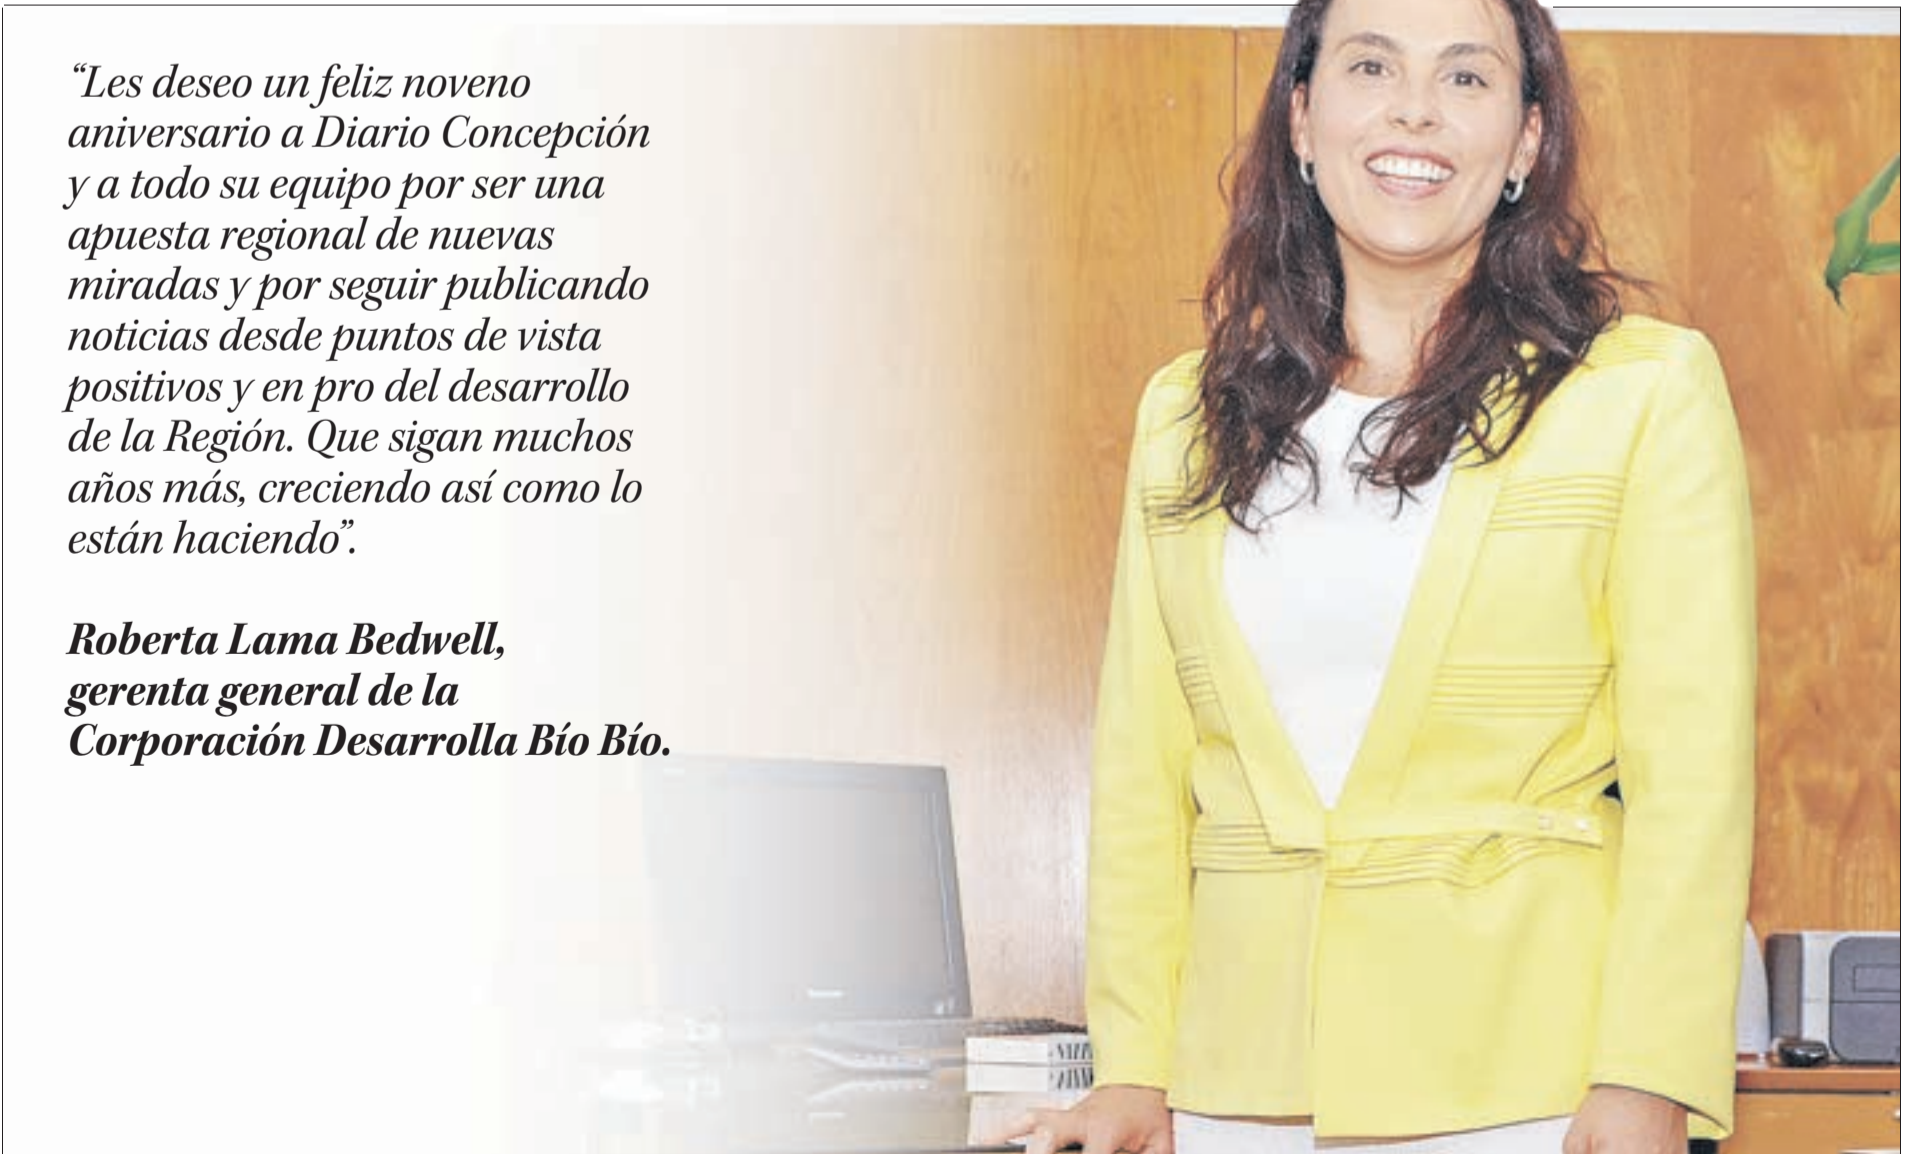 “Les deseo un feliz noveno
aniversario a Diario Concepción
y a todo su equipo por ser una
apuesta regional de nuevas
miradas y por seguir publicando
noticias desde puntos de vista
positivos y en pro del desarrollo
de la Región. Que sigan muchos
años más, creciendo así como lo
están haciendo”.
Roberta Lama Bedwell,
gerenta general de la
Corporación Desarrolla Bío Bío.